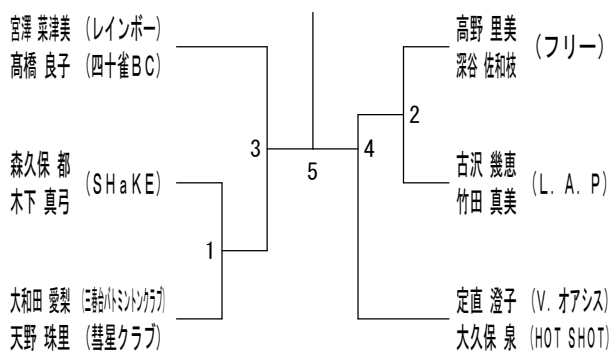 宮澤 菜津美 (レインボー)
髙橋 良子 (四十雀BC)
森久保 都
木下 真弓
(SHaKE)
大和田 愛梨 (三春台バトミントンクラブ)
天野 珠里 (彗星クラブ)
1
3
5
4
2
高野 里美
深谷 佐和枝
(フリー)
古沢 幾恵
竹田 真美
(L. A. P)
定直 澄子 (V. オアシス)
大久保 泉 (HOT SHOT)